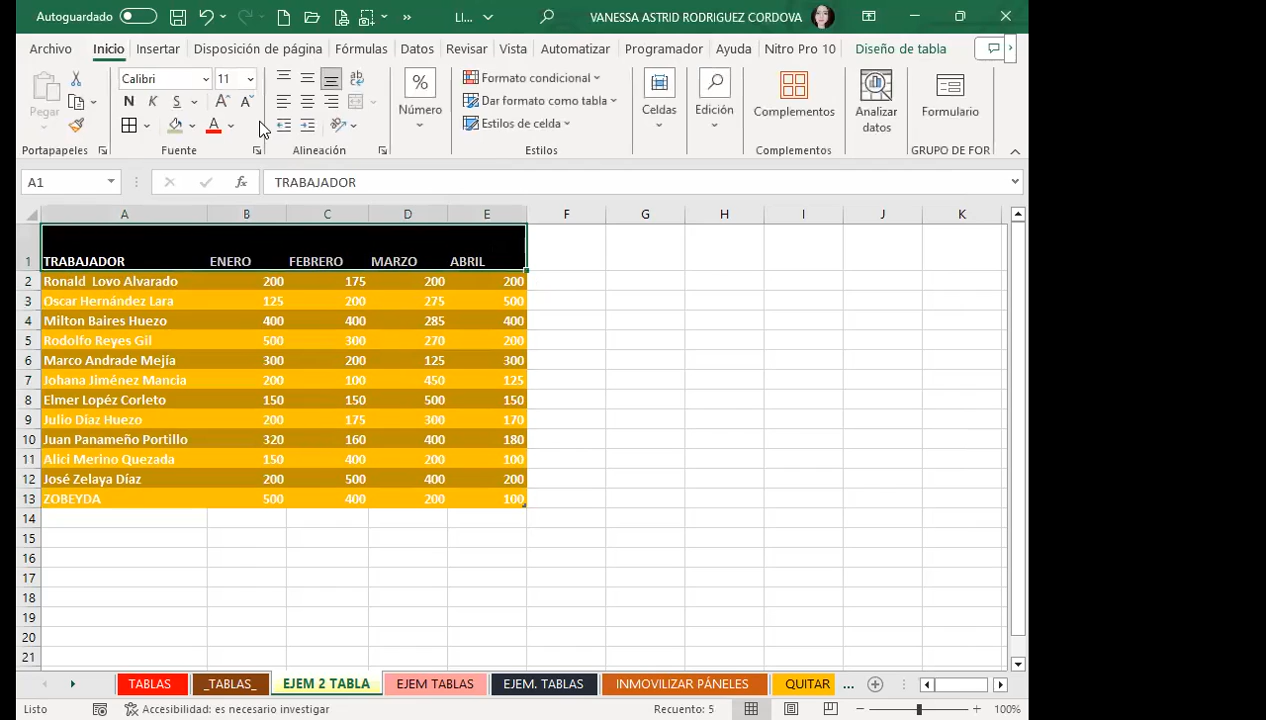 Autoguardado LI... VANESSA ASTRID RODRIGUEZ CORDOVA
Archivo Inicio Insertar Disposición de página Fórmulas Datos Revisar Vista Automatizar Programador Ayuda Nitro Pro 10 Diseño de tabla
Pegar Calibri 11 Número Formato condicional Celdas Edición Complementos Analizar datos Formulario
N K S Dar formato como tabla
Estilos de celda
Portapapeles Fuente Alineación Estilos Complementos GRUPO DE FOR
A1 TRABAJADOR
A B C D E F G H I J K
1 TRABAJADOR ENERO FEBRERO MARZO ABRIL
2 Ronald Lovo Alvarado 200 175 200 200
3 Oscar Hernández Lara 125 200 275 500
4 Milton Baires Huezo 400 400 285 400
5 Rodolfo Reyes Gil 500 300 270 200
6 Marco Andrade Mejía 300 200 125 300
7 Johana Jiménez Mancia 200 100 450 125
8 Elmer Lopéz Corleto 150 150 500 150
9 Julio Diaz Huezo 200 175 300 170
10 Juan Panameño Portillo 320 160 400 180
11 Alici Merino Quezada 150 400 200 100
12 José Zelaya Díaz 200 500 400 200
13 ZOBEYDA 500 400 200 100
14
15
16
17
18
19
20
21
TABLAS _TABLAS_ EJEM 2 TABLA EJEM TABLAS EJEM. TABLAS INMOVILIZAR PÁNELES QUITAR ...
Listo Accesibilidad: es necesario investigar Recuento: 5 100%